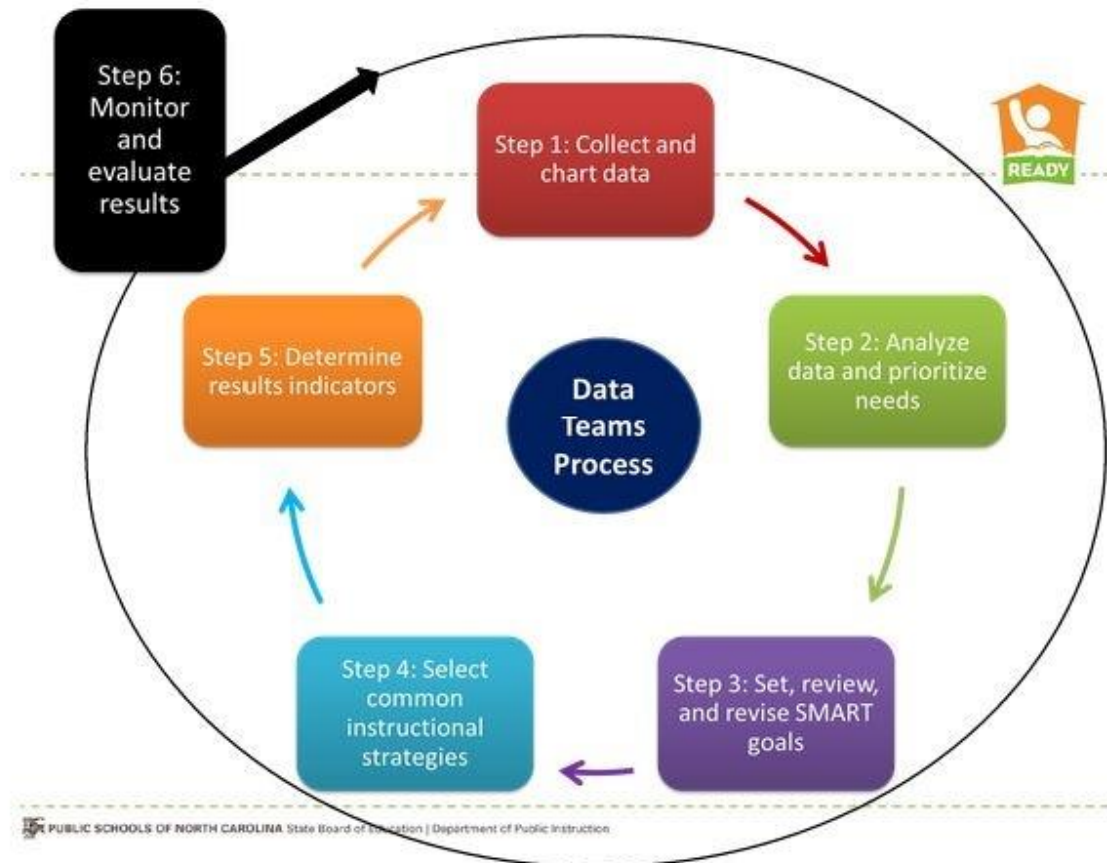 Step 6:
Monitor
and
evaluate
results
Step 1: Collect and
chart data
READY
Step 5: Determine
results indicators
Step 2: Analyze
data and prioritize
needs
Data
Teams
Process
Step 4: Select
common
instructional
strategies
Step 3: Set, review,
and revise SMART
goals
PUBLIC SCHOOLS OF NORTH CAROLINA State Board of Education | Department of Public Instruction